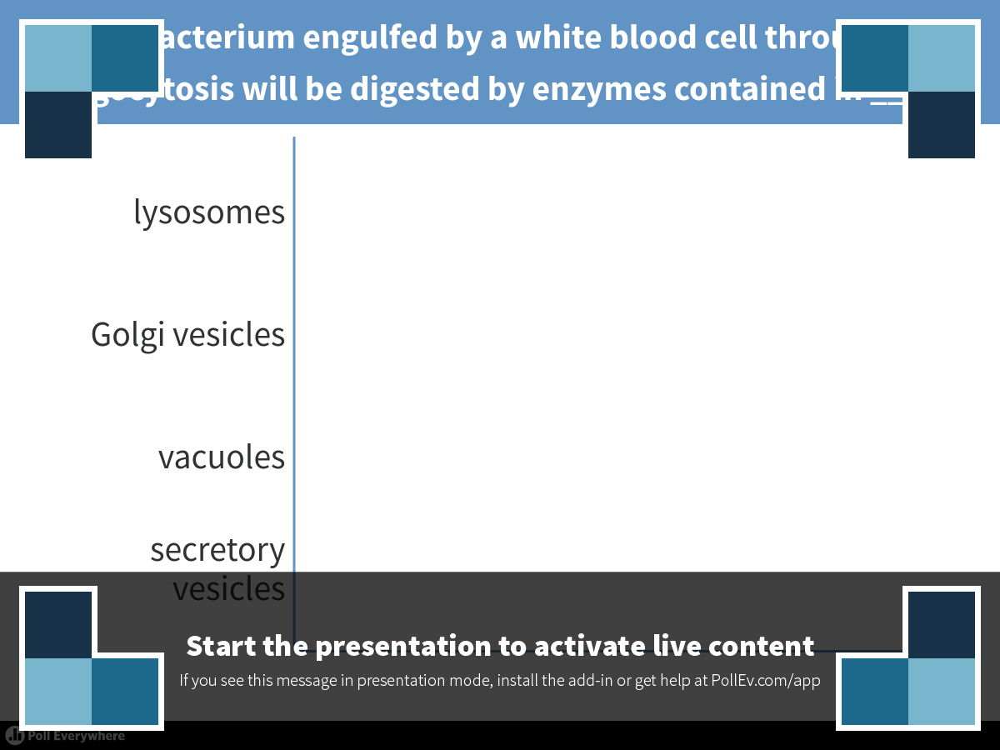 acterium engulfed by a white blood cell throu
gocytosis will be digested by enzymes contained in __
lysosomes
Golgi vesicles
vacuoles
secretory
vesicles
Start the presentation to activate live content
If you see this message in presentation mode, install the add-in or get help at PollEv.com/app
Poll Everywhere